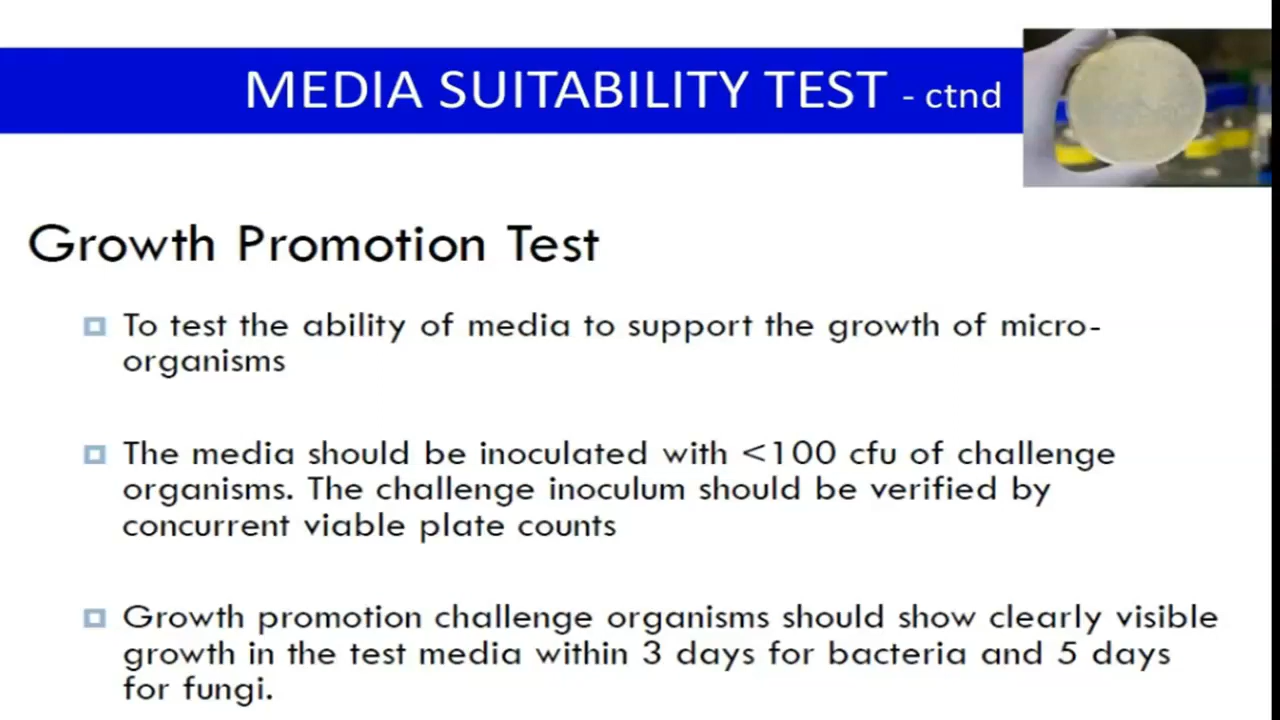 MEDIA SUITABILITY TEST - ctnd
Growth Promotion Test
To test the ability of media to support the growth of micro-
organisms
The media should be inoculated with <100 cfu of challenge
organisms. The challenge inoculum should be verified by
concurrent viable plate counts
Growth promotion challenge organisms should show clearly visible
growth in the test media within 3 days for bacteria and 5 days
for fungi.